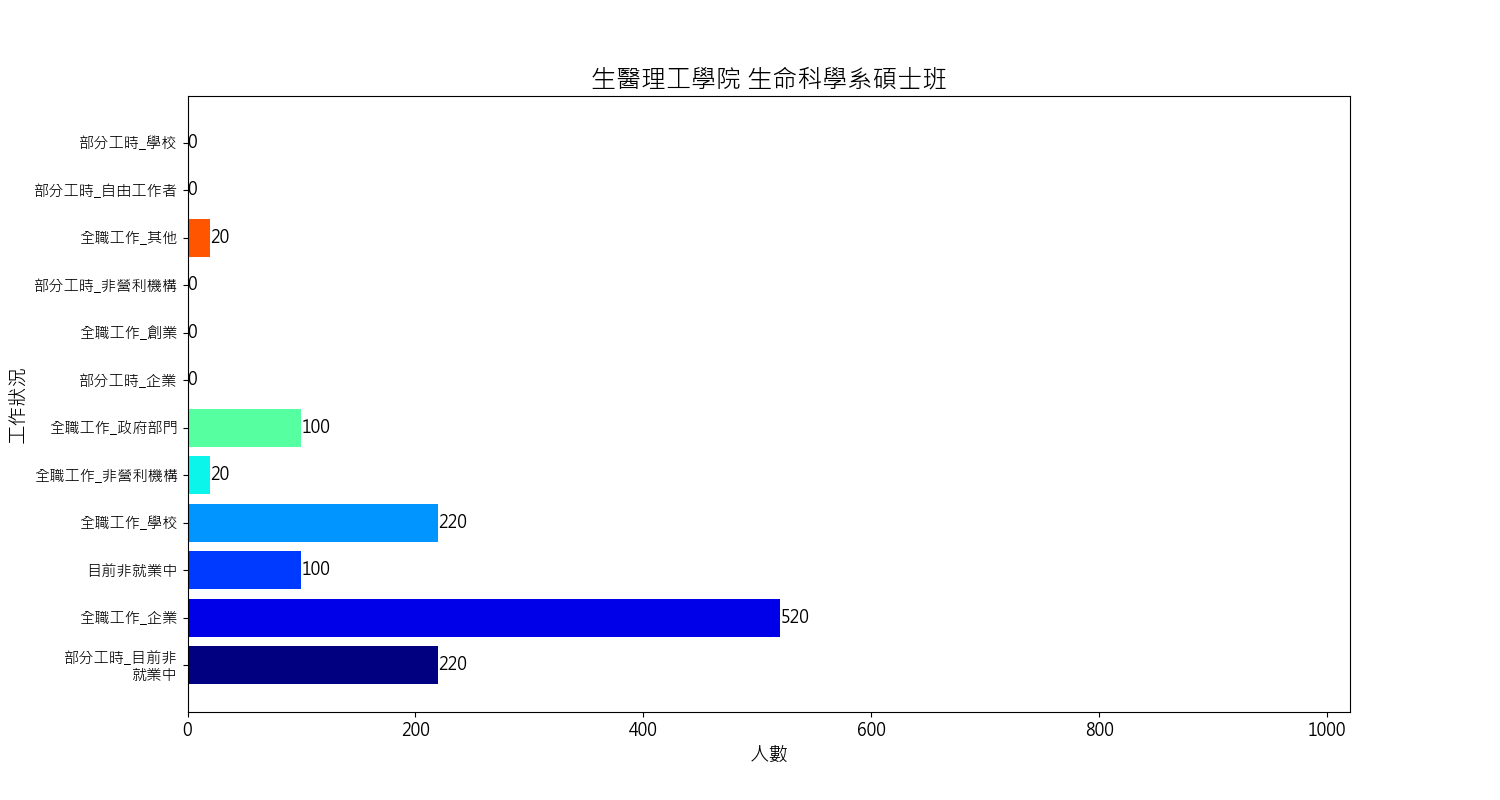 生醫理工學院 生命科學系碩士班
部分工時_學校
0
部分工時_自由工作者
0
全職工作_其他
20
部分工時_非營利機構
0
全職工作_創業
0
部分工時_企業
0
全職工作_政府部門
100
全職工作_非營利機構
20
全職工作_學校
220
目前非就業中
100
全職工作_企業
520
部分工時_目前非
就業中
220
工作狀況
0 200 400 600 800 1000
人數